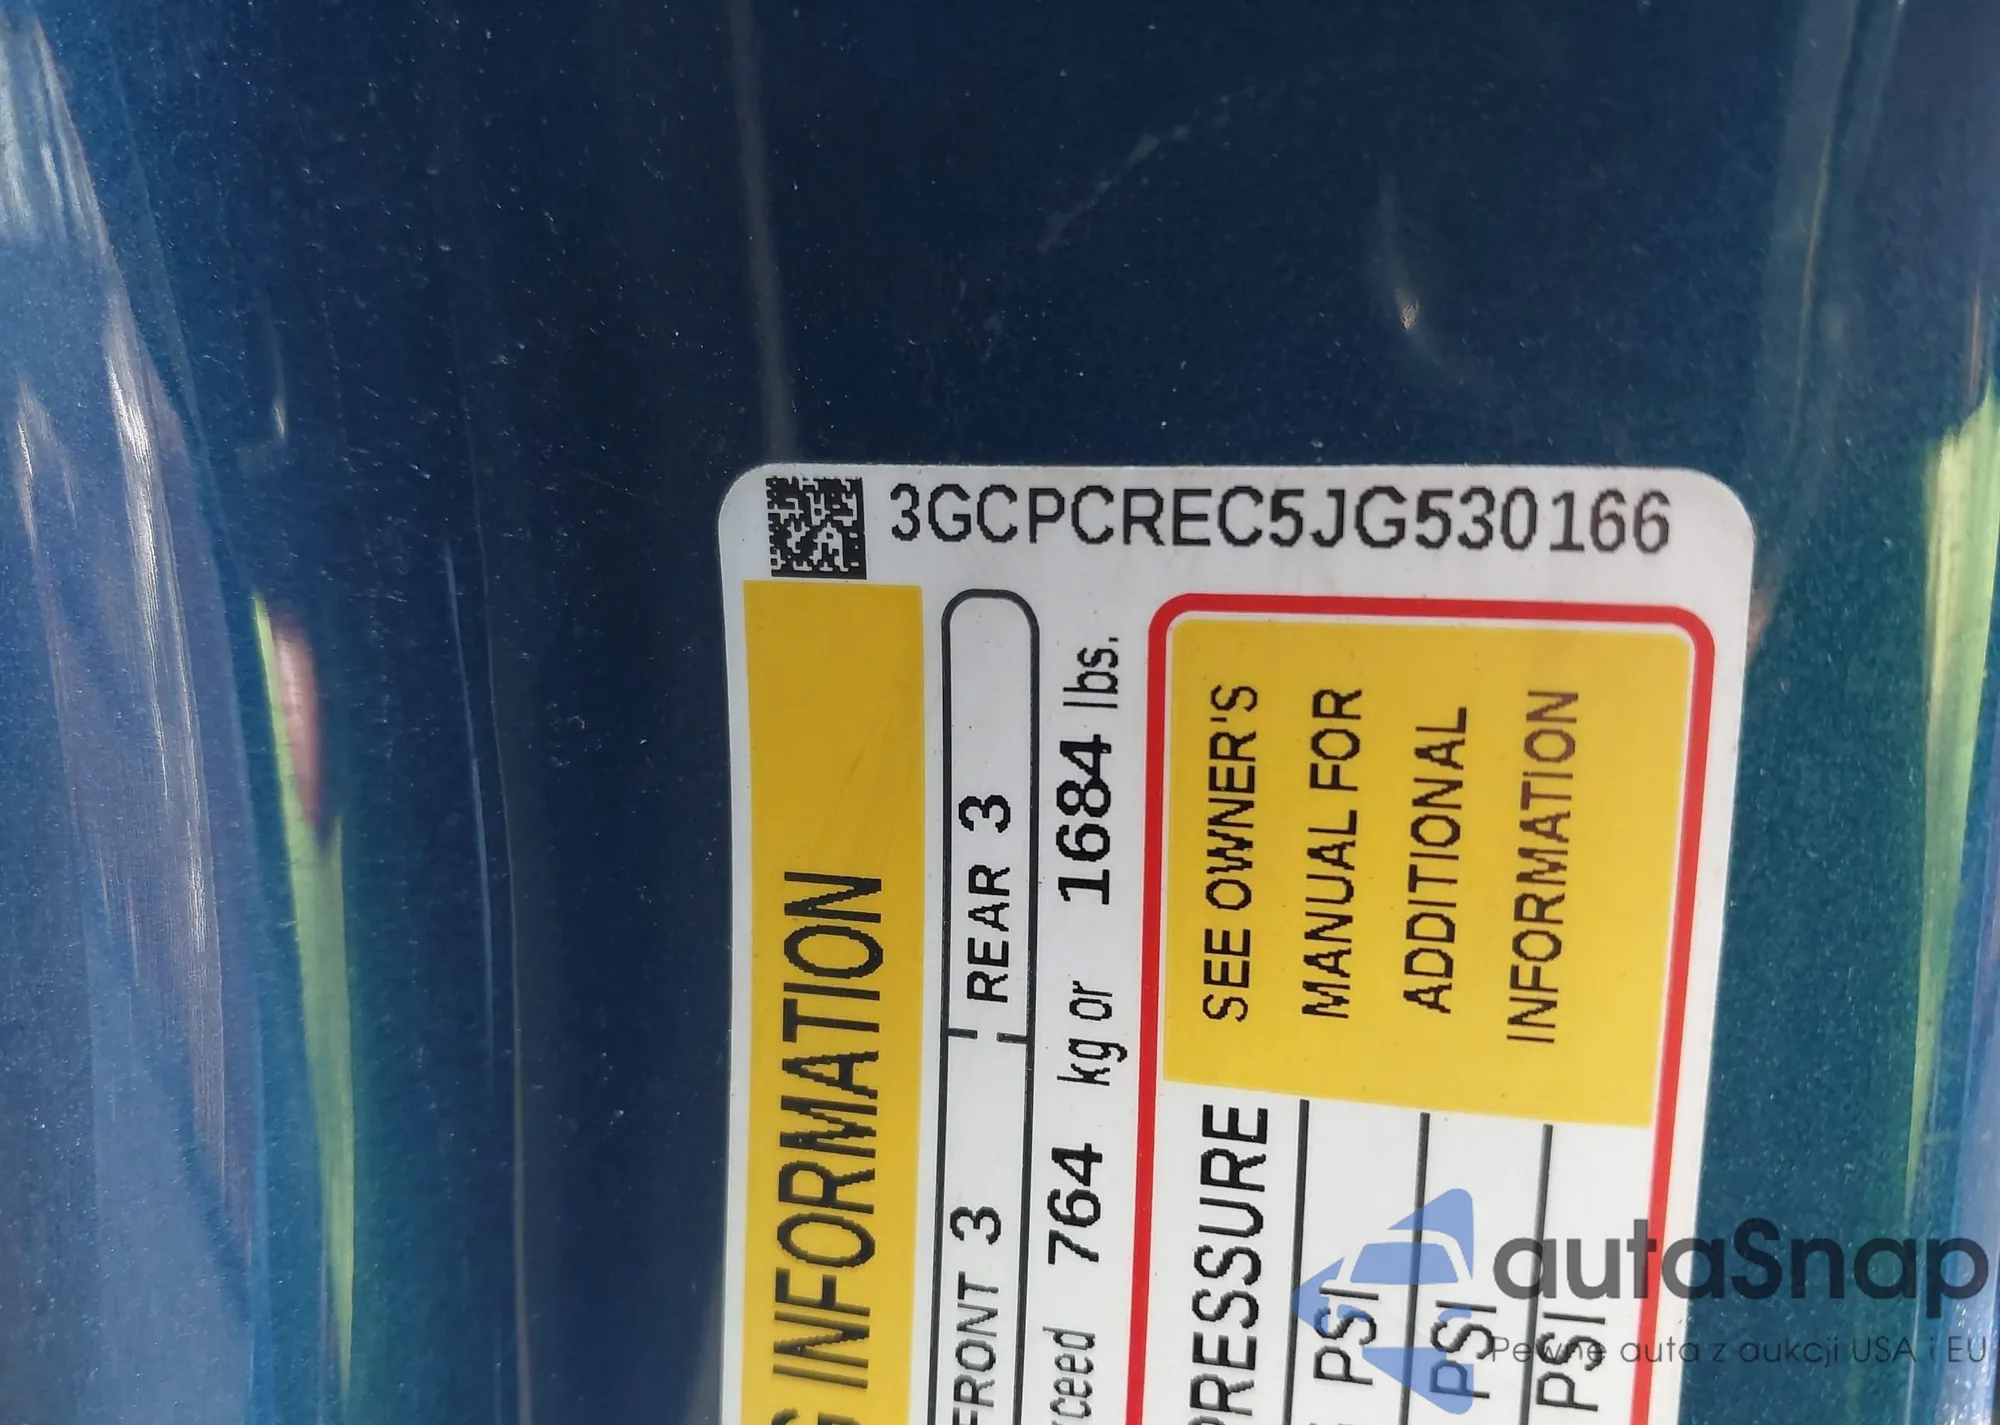 3GCPCREC5JG530166
G INFORMATION
FRONT 3 REAR 3
764 kg or 1684 lbs.
PRESSURE
SEE OWNER'S
MANUAL FOR
ADDITIONAL
INFORMATION
PSI
PSI
PSI
autaSnap
Pewne auta z aukcji USA i EU